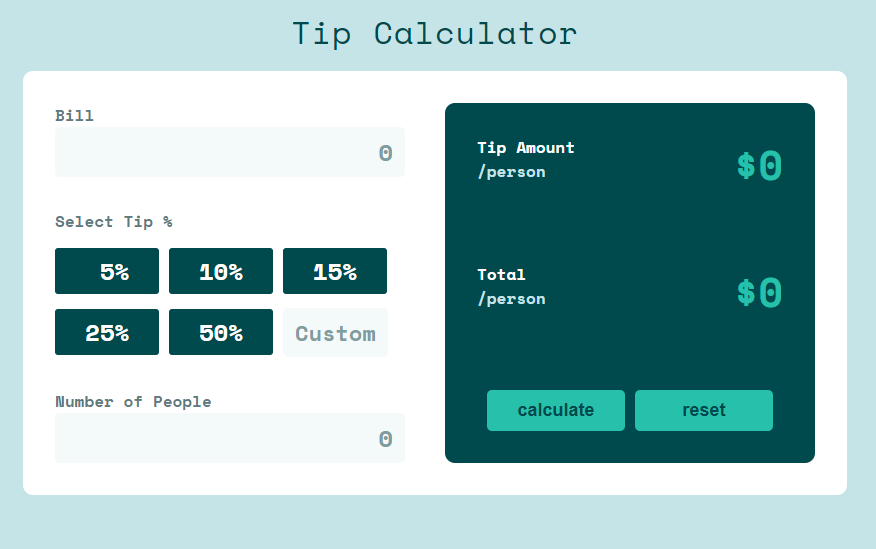 Tip Calculator
Bill
0
Select Tip %
5% 10% 15%
25% 50% Custom
Number of People
0
Tip Amount
/person
$0
Total
/person
$0
calculate reset